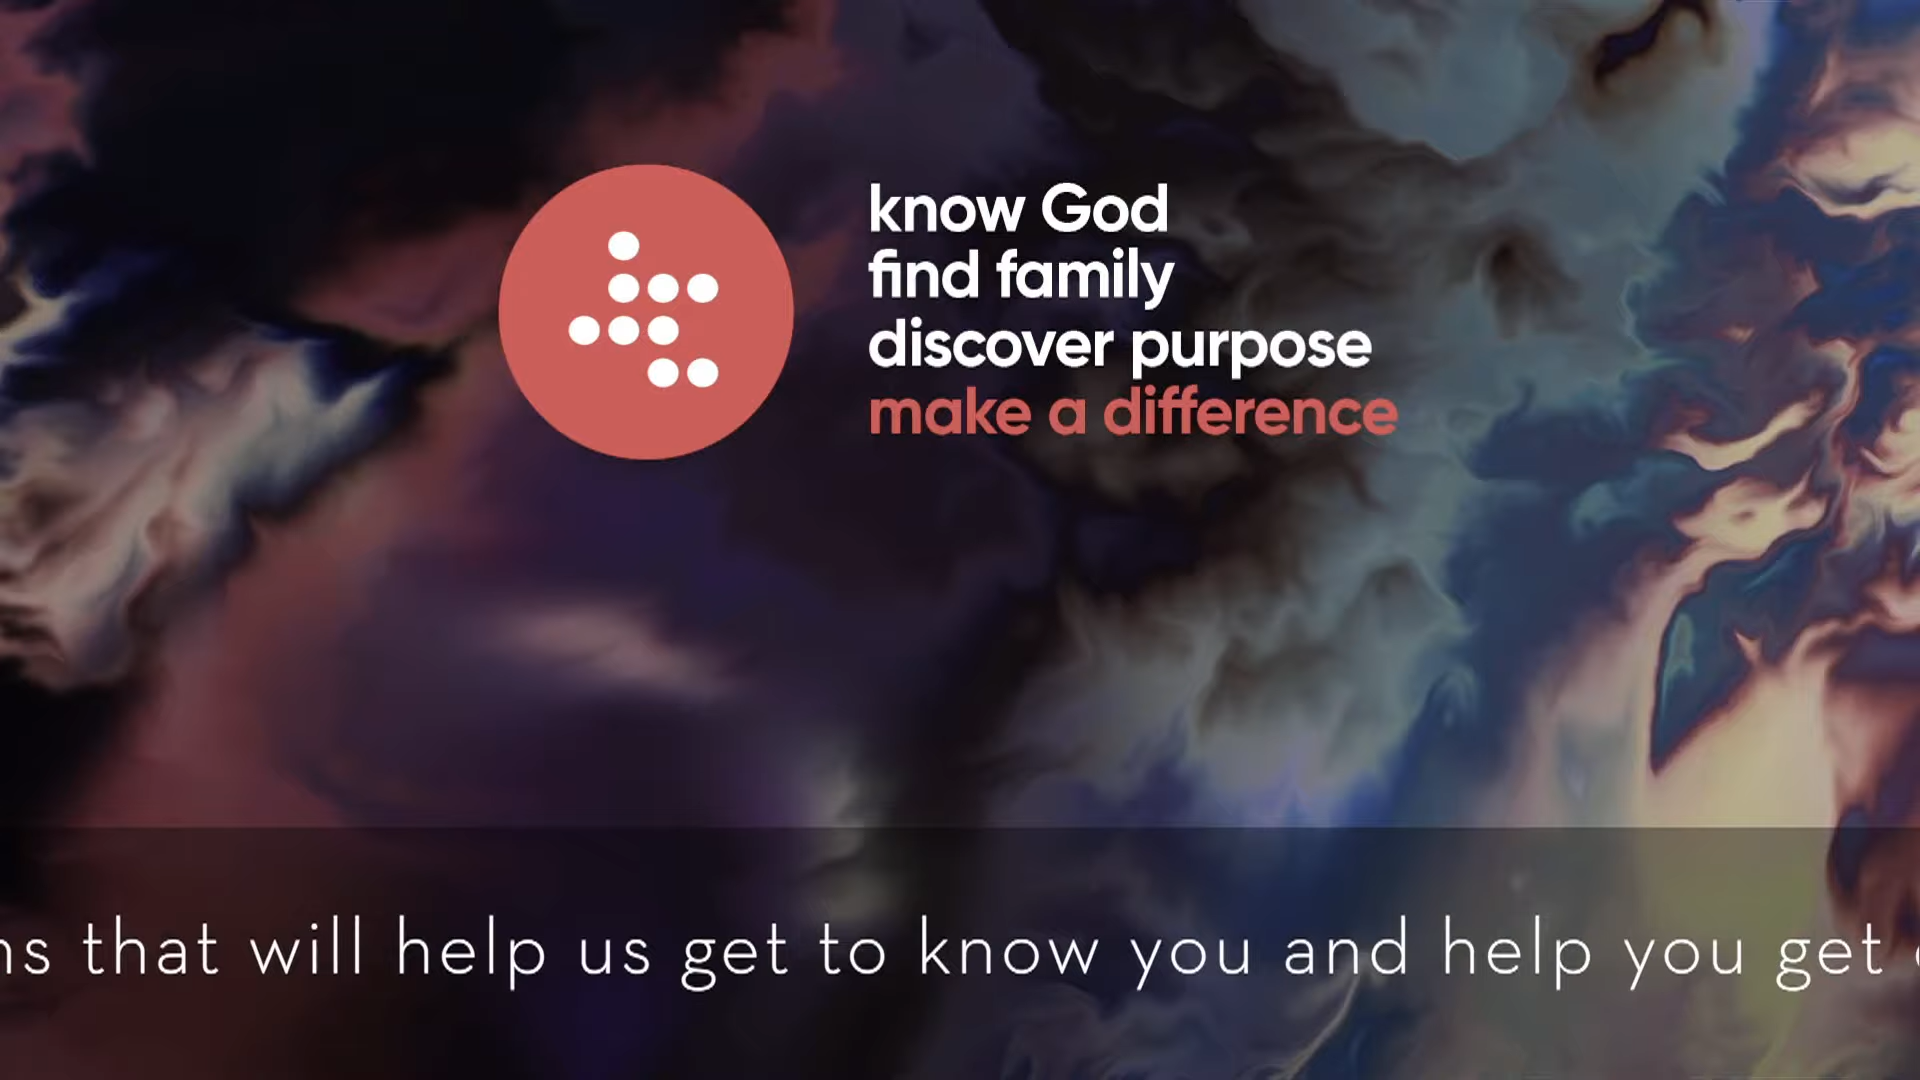 know God
find family
discover purpose
make a difference
that will help us get to know you and help you get